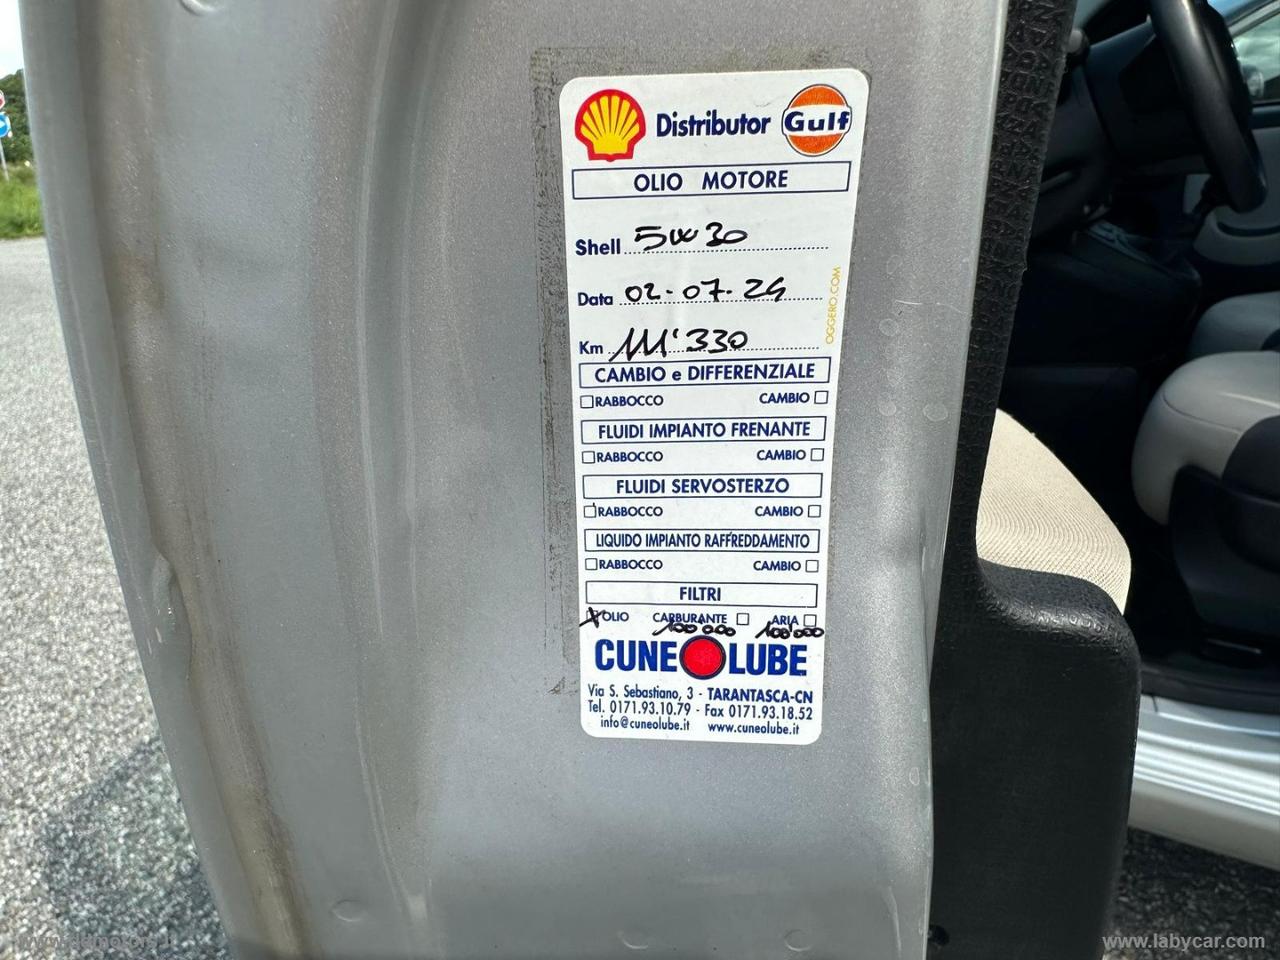 Distributor Gulf
OLIO MOTORE
Shell 5W30
Data 02-07-24
Km 111'330
OGGERO.COM
CAMBIO e DIFFERENZIALE
RABBOCCO CAMBIO
FLUIDI IMPIANTO FRENANTE
RABBOCCO CAMBIO
FLUIDI SERVOSTERZO
RABBOCCO CAMBIO
LIQUIDO IMPIANTO RAFFREDDAMENTO
RABBOCCO CAMBIO
FILTRI
X OLIO CARBURANTE ARIA
100'000 100'000
CUNEOLUBE
Via S. Sebastiano, 3 - TARANTASCA-CN
Tel. 0171.93.10.79 - Fax 0171.93.18.52
info@cuneolube.it www.cuneolube.it
www.labycar.com